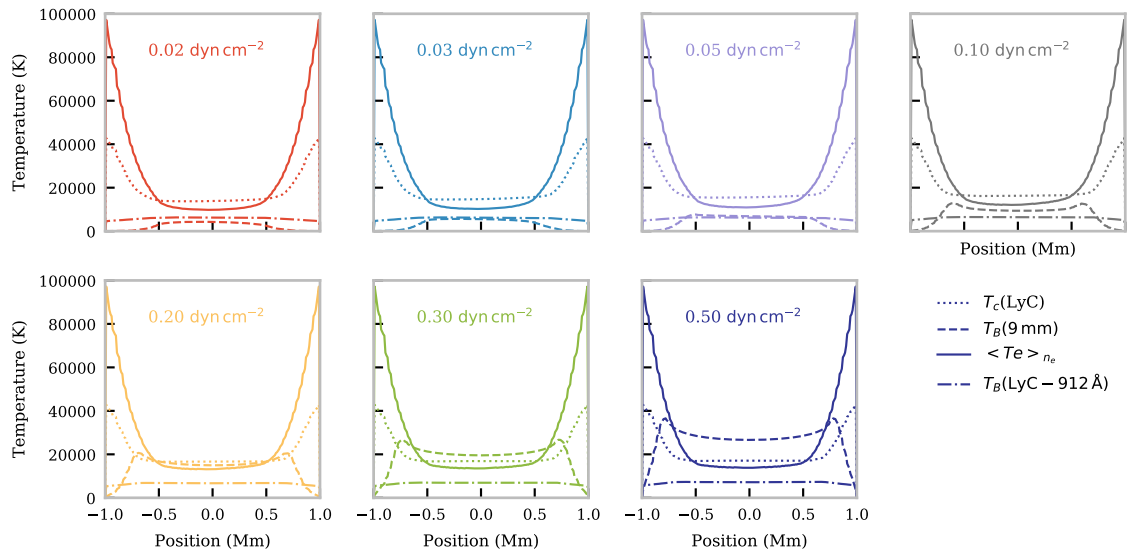 0.02 dyn cm⁻²
0.03 dyn cm⁻²
0.05 dyn cm⁻²
0.10 dyn cm⁻²
Temperature (K)
100000
80000
60000
40000
20000
0
Position (Mm)
0.20 dyn cm⁻²
0.30 dyn cm⁻²
0.50 dyn cm⁻²
Temperature (K)
100000
80000
60000
40000
20000
0
−1.0 −0.5 0.0 0.5 1.0
−1.0 −0.5 0.0 0.5 1.0
−1.0 −0.5 0.0 0.5 1.0
Position (Mm)
Position (Mm)
Position (Mm)
T_c(LyC)
T_B(9 mm)
<Te>_{n_e}
T_B(LyC − 912 Å)